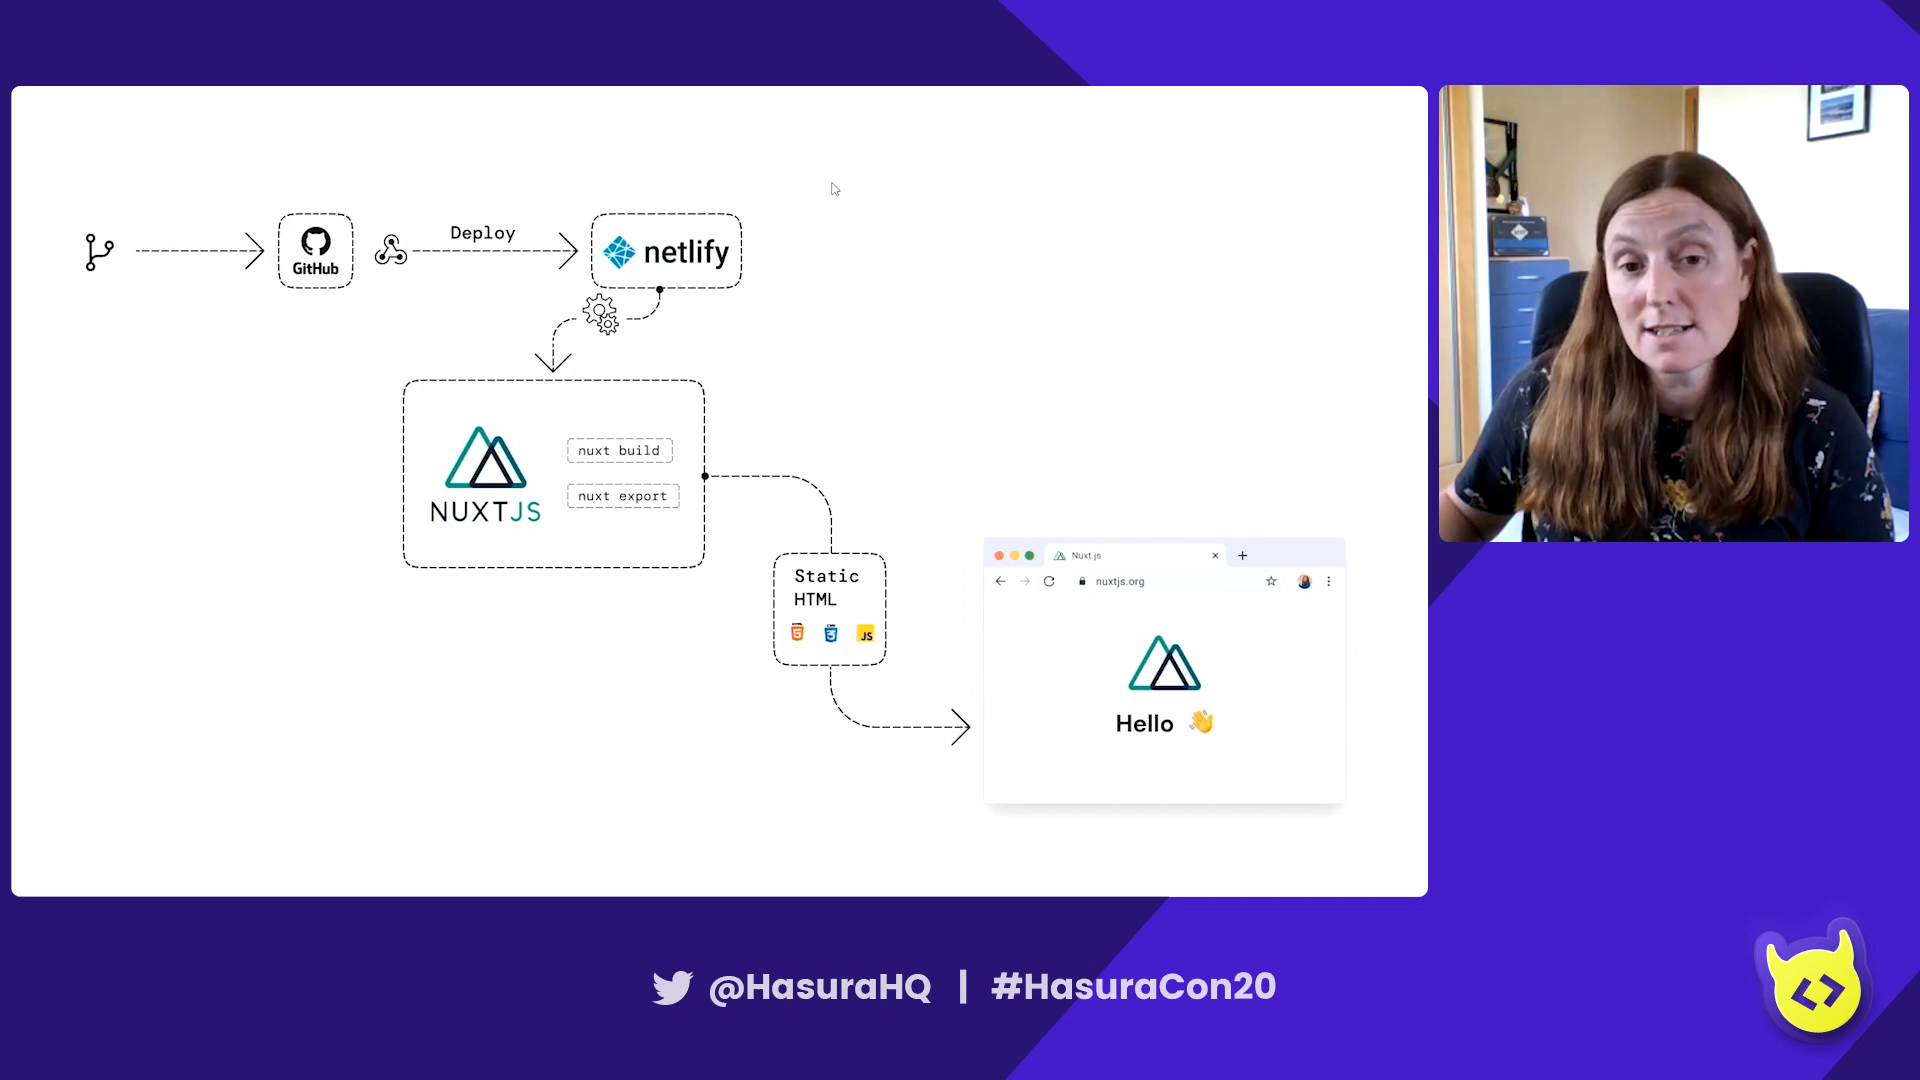 Deploy
GitHub
netlify
nuxt build
nuxt export
NUXTJS
Static
HTML
JS
Nuxt.js
nuxtjs.org
Hello 👋
@HasuraHQ | #HasuraCon20